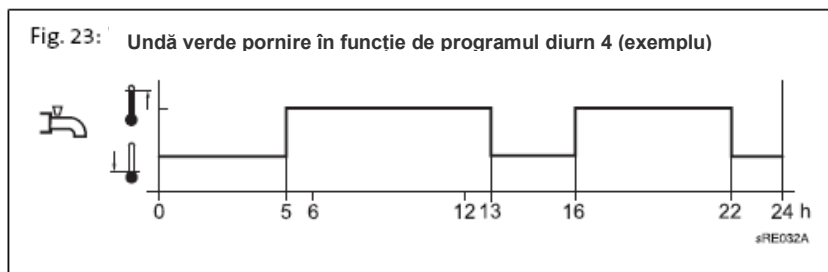 Fig. 23: Undă verde pornire în funcție de programul diurn 4 (exemplu)
0 5 6 12 13 16 22 24 h
sRE032A